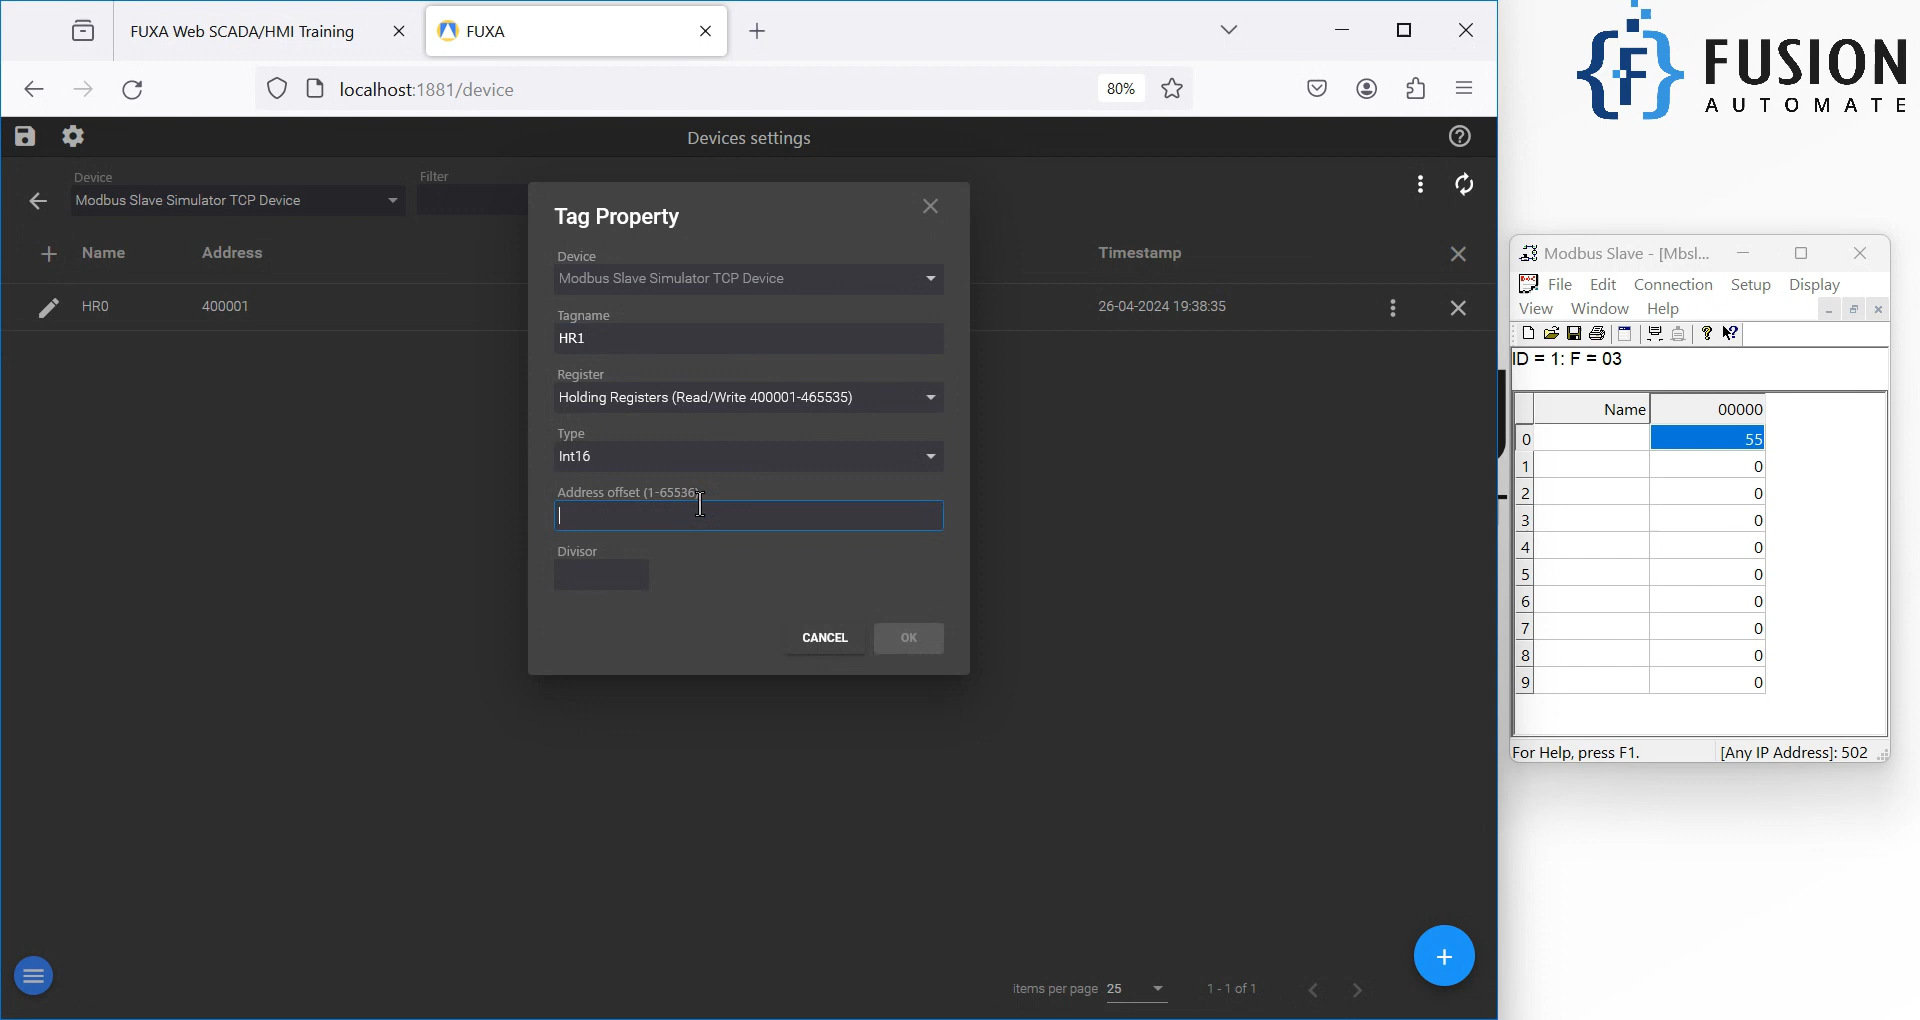 FUXA Web SCADA/HMI Training
FUXA
localhost:1881/device
80%
Devices settings
Device
Modbus Slave Simulator TCP Device
Filter
Name
Address
Timestamp
HR0
400001
26-04-2024 19:38:35
Tag Property
Device
Modbus Slave Simulator TCP Device
Tagname
HR1
Register
Holding Registers (Read/Write 400001-465535)
Type
Int16
Address offset (1-65536)
Divisor
CANCEL
OK
items per page
25
1 - 1 of 1
FUSION
AUTOMATE
Modbus Slave - [Mbsl...
File Edit Connection Setup Display
View Window Help
ID = 1: F = 03
Name 00000
0 55
1 0
2 0
3 0
4 0
5 0
6 0
7 0
8 0
9 0
For Help, press F1. [Any IP Address]: 502